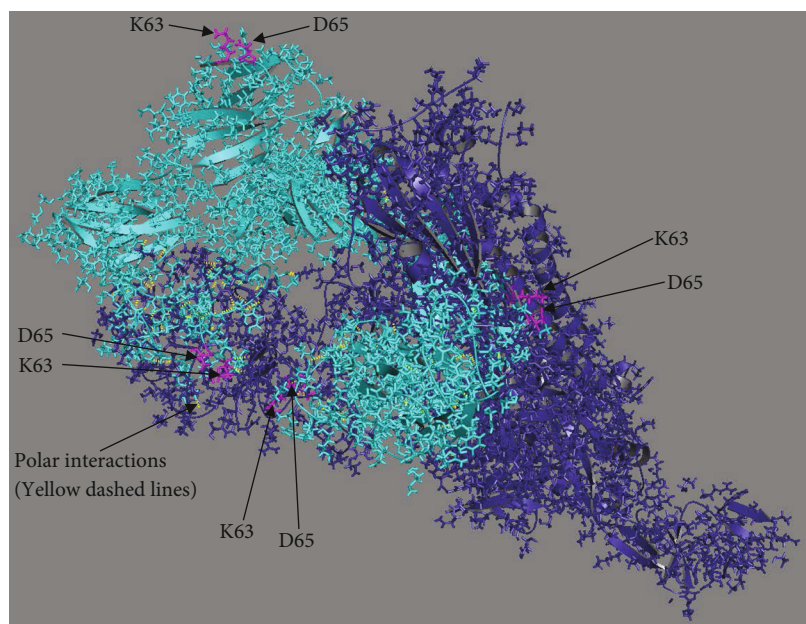 K63
D65
K63
D65
D65
K63
Polar interactions
(Yellow dashed lines)
K63
D65